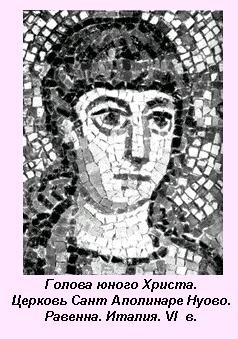 Голова юного Христа.
Церковь Сант Аполинаре Нуово.
Равенна. Италия. VI в.